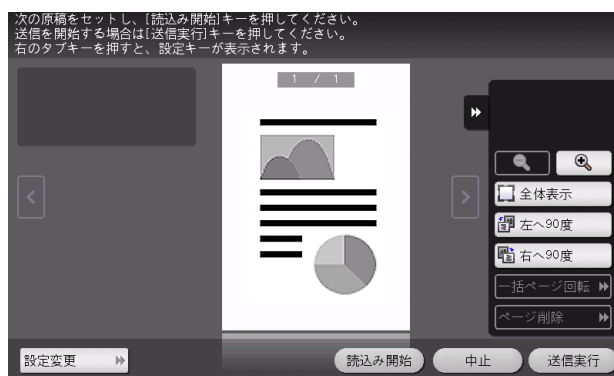 次の原稿をセットし、[読込み開始]キーを押してください。
送信を開始する場合は[送信実行]キーを押してください。
右のタブキーを押すと、設定キーが表示されます。
1 / 1
全体表示
左へ90度
右へ90度
一括ページ回転
ページ削除
設定変更
読込み開始
中止
送信実行